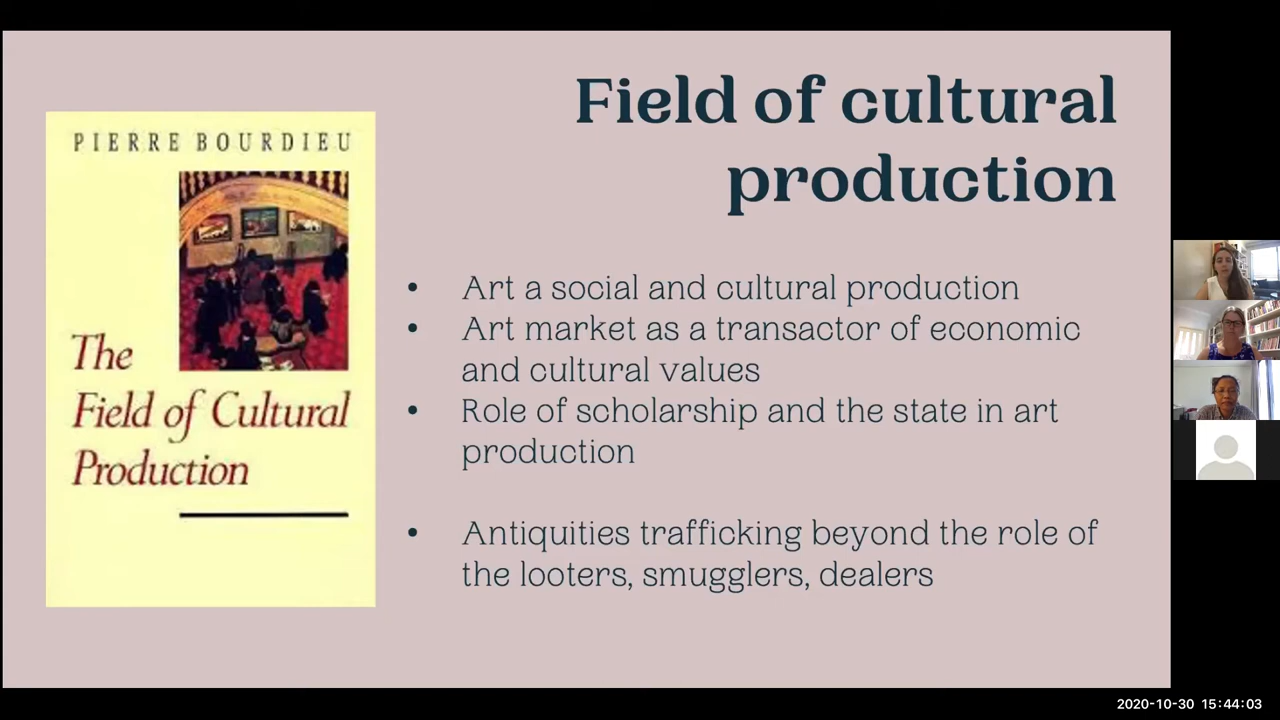 Field of cultural
production
PIERRE BOURDIEU
The
Field of Cultural
Production
• Art a social and cultural production
• Art market as a transactor of economic
and cultural values
• Role of scholarship and the state in art
production
• Antiquities trafficking beyond the role of
the looters, smugglers, dealers
2020-10-30 15:44:03